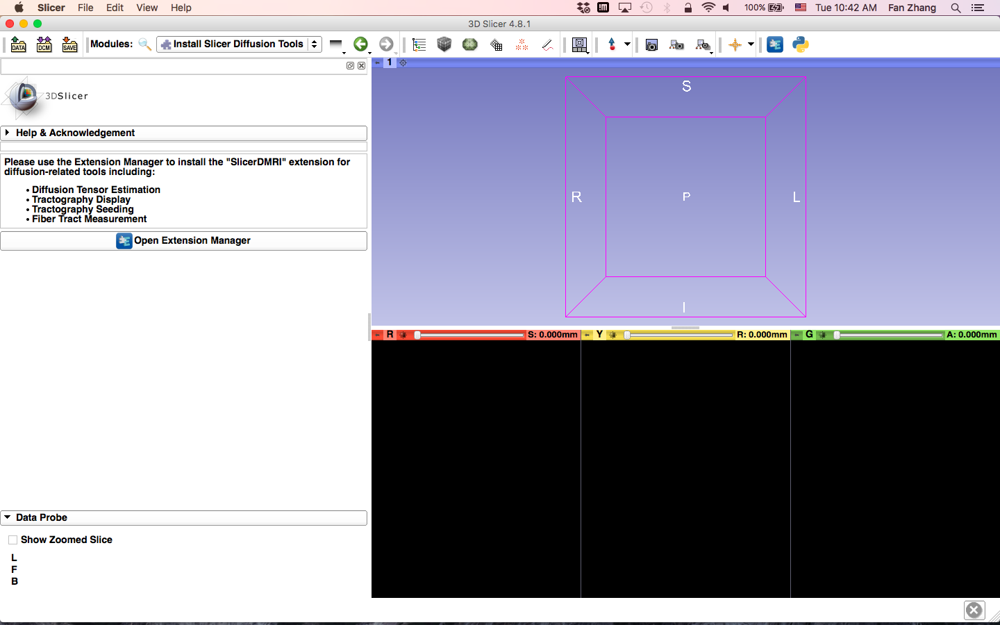 Slicer File Edit View Help 100% Tue 10:42 AM Fan Zhang
3D Slicer 4.8.1
DATA DCM SAVE Modules: Install Slicer Diffusion Tools
1
3DSlicer
Help & Acknowledgement
Please use the Extension Manager to install the "SlicerDMRI" extension for
diffusion-related tools including:
• Diffusion Tensor Estimation
• Tractography Display
• Tractography Seeding
• Fiber Tract Measurement
Open Extension Manager
S
R P L
I
R S: 0.000mm Y R: 0.000mm G A: 0.000mm
Data Probe
Show Zoomed Slice
L
F
B